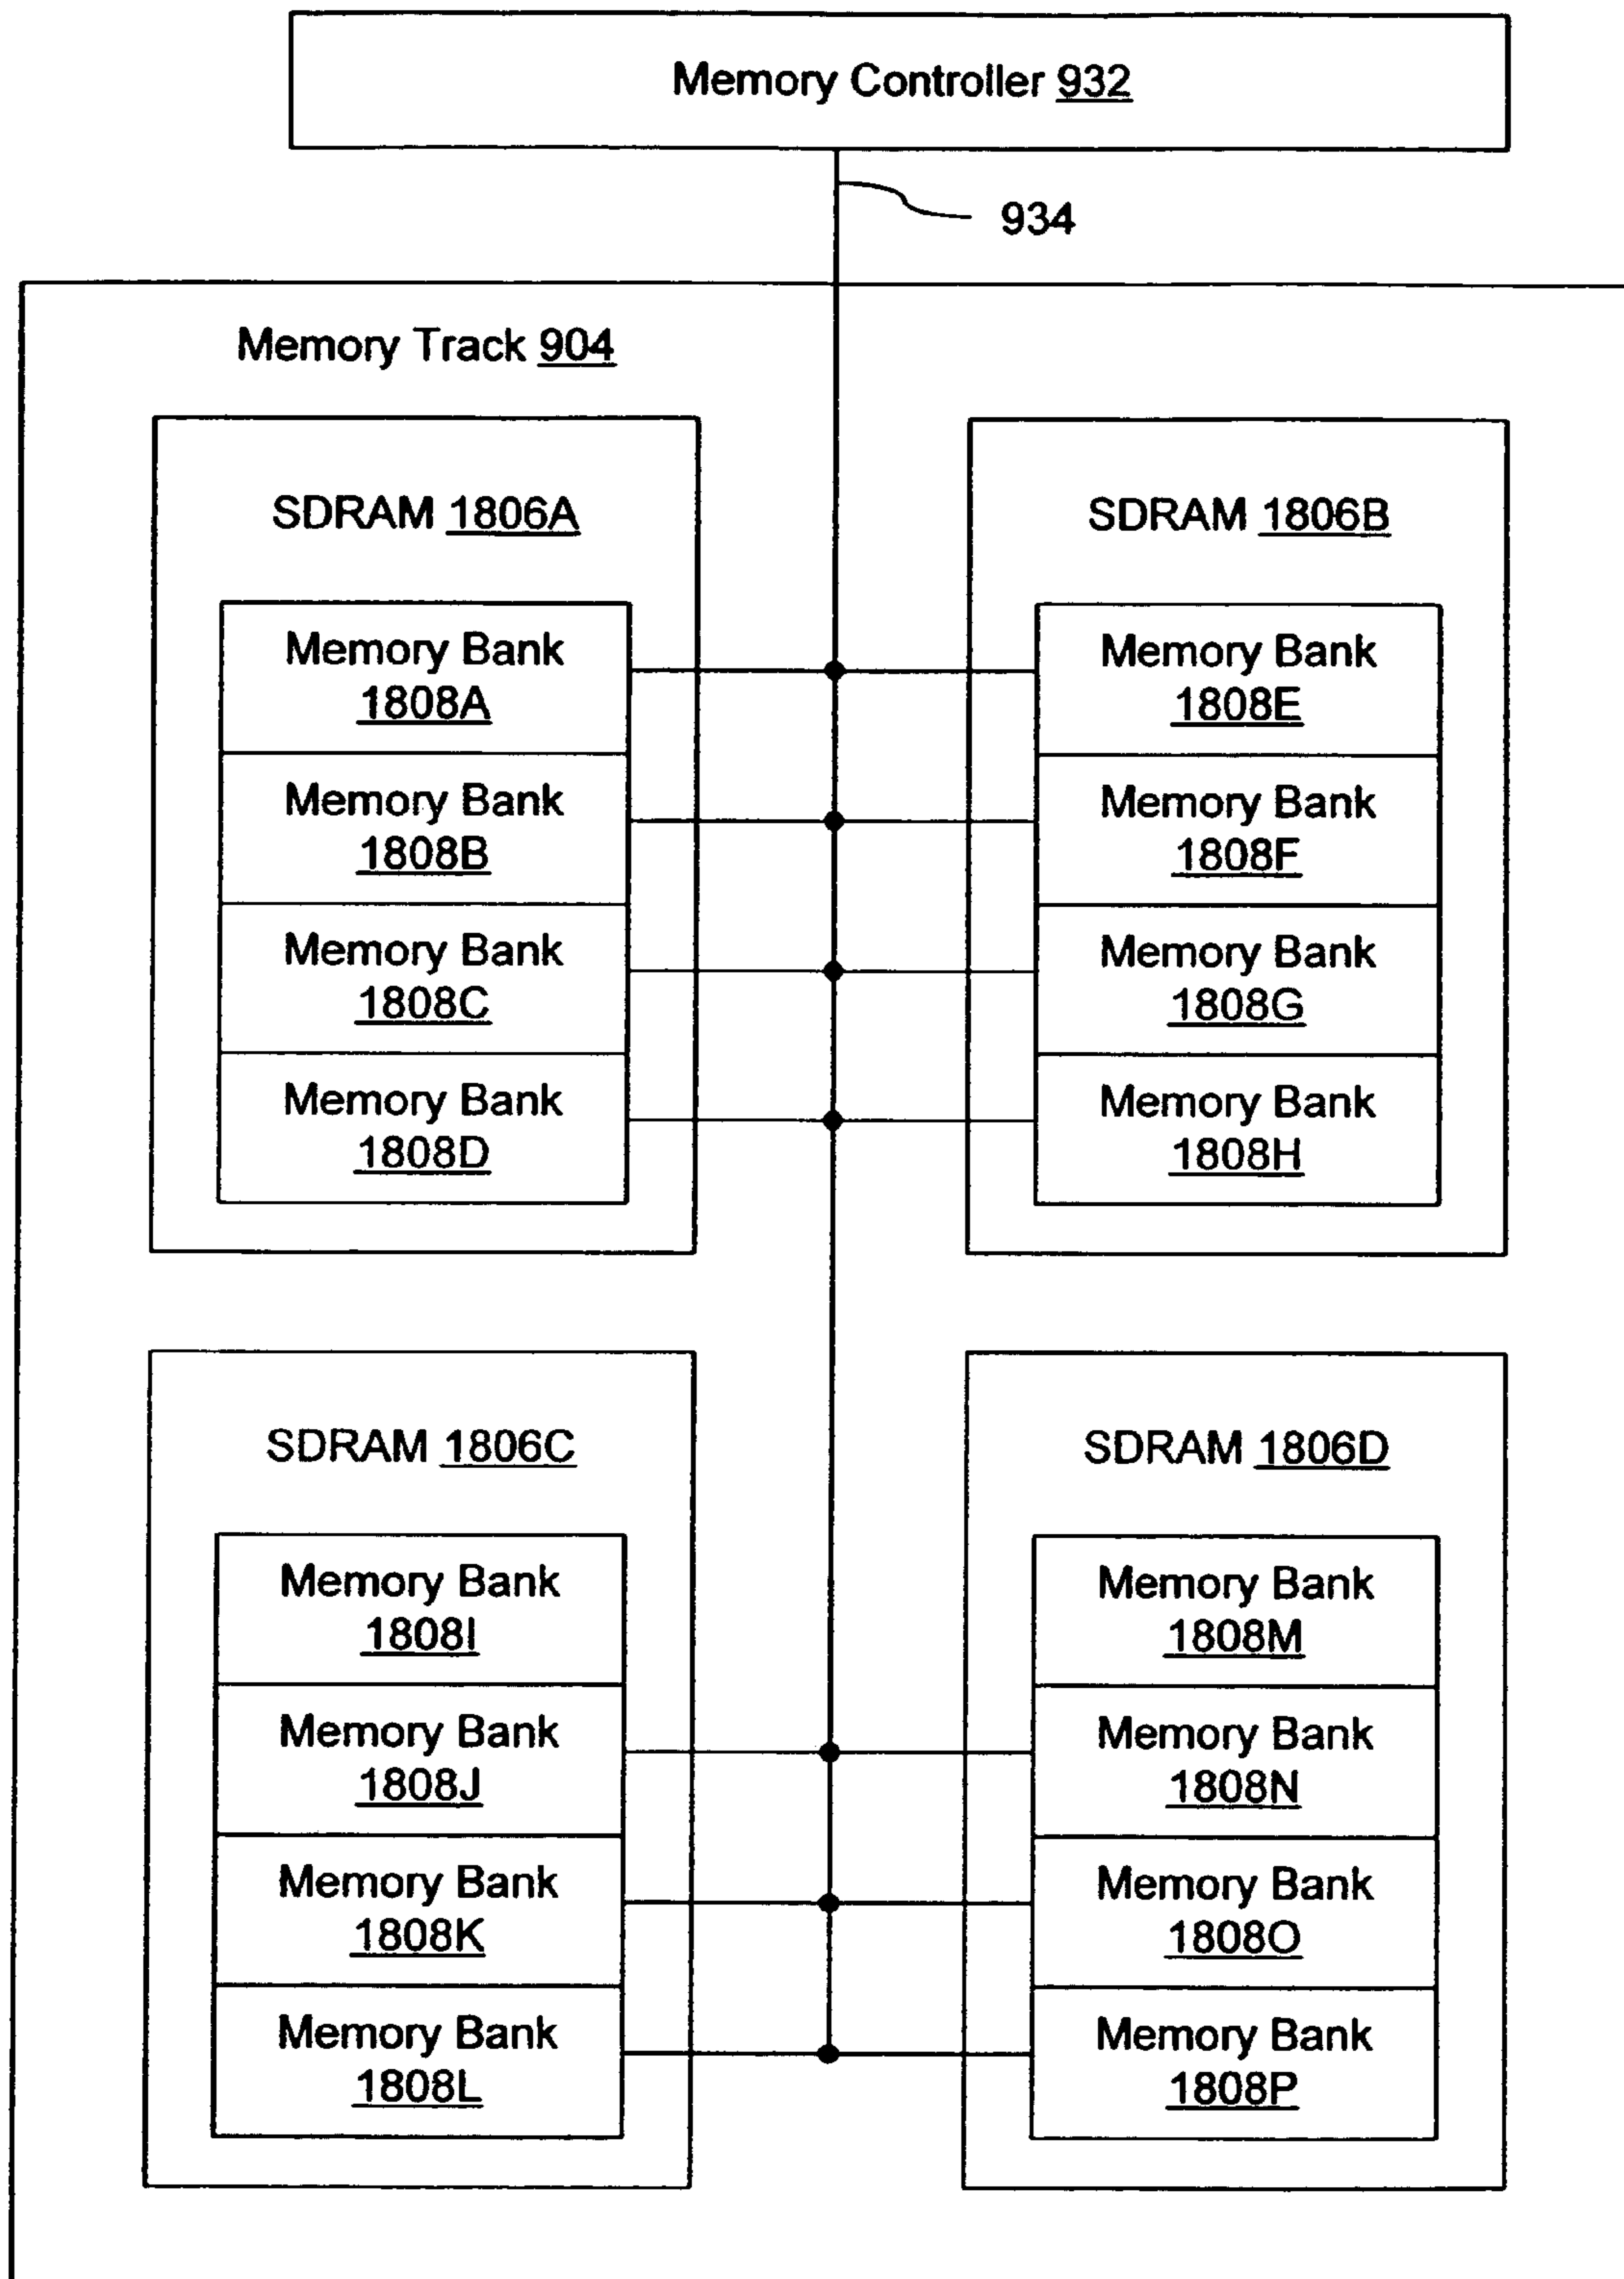 Memory Controller 932
934
Memory Track 904
SDRAM 1806A
Memory Bank
1808A
Memory Bank
1808B
Memory Bank
1808C
Memory Bank
1808D
SDRAM 1806B
Memory Bank
1808E
Memory Bank
1808F
Memory Bank
1808G
Memory Bank
1808H
SDRAM 1806C
Memory Bank
1808I
Memory Bank
1808J
Memory Bank
1808K
Memory Bank
1808L
SDRAM 1806D
Memory Bank
1808M
Memory Bank
1808N
Memory Bank
1808O
Memory Bank
1808P